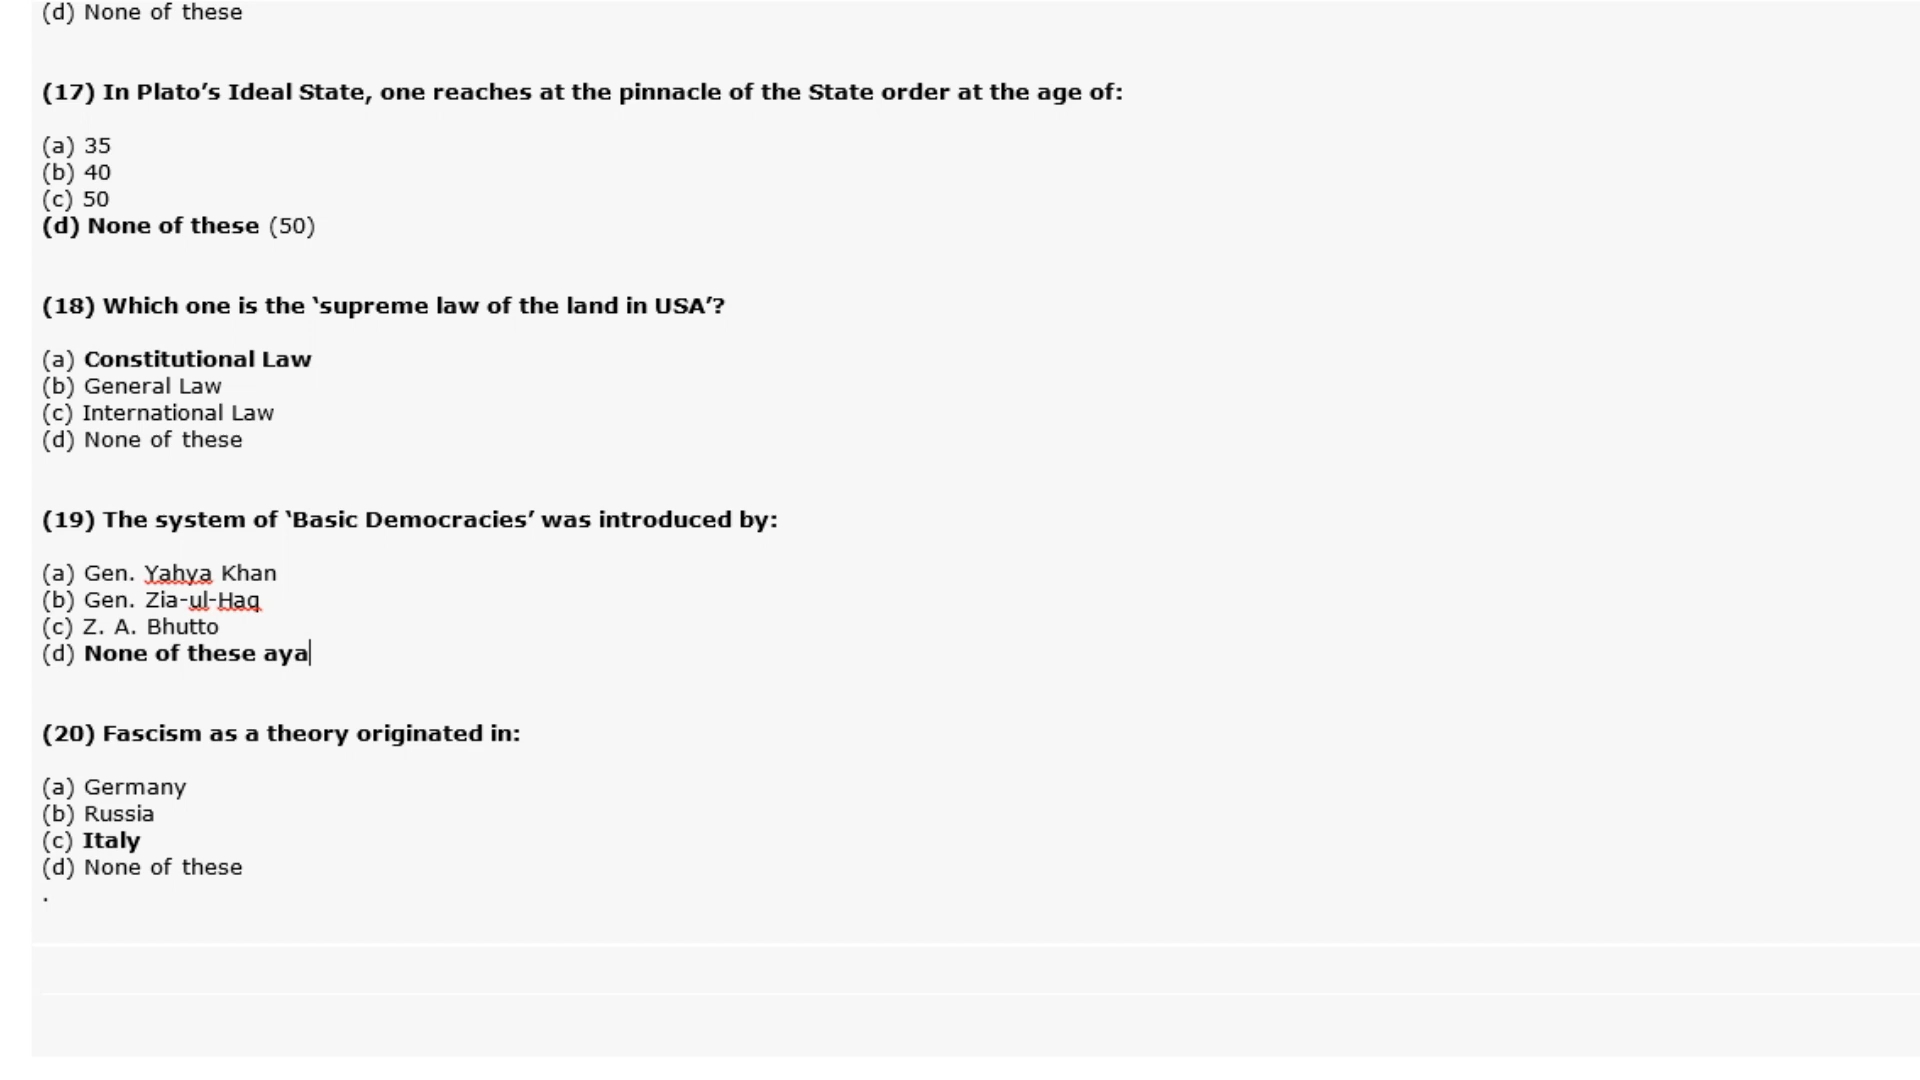 (d) None of these
(17) In Plato’s Ideal State, one reaches at the pinnacle of the State order at the age of:
(a) 35
(b) 40
(c) 50
(d) None of these (50)
(18) Which one is the ‘supreme law of the land in USA’?
(a) Constitutional Law
(b) General Law
(c) International Law
(d) None of these
(19) The system of ‘Basic Democracies’ was introduced by:
(a) Gen. Yahya Khan
(b) Gen. Zia-ul-Haq
(c) Z. A. Bhutto
(d) None of these aya
(20) Fascism as a theory originated in:
(a) Germany
(b) Russia
(c) Italy
(d) None of these
.